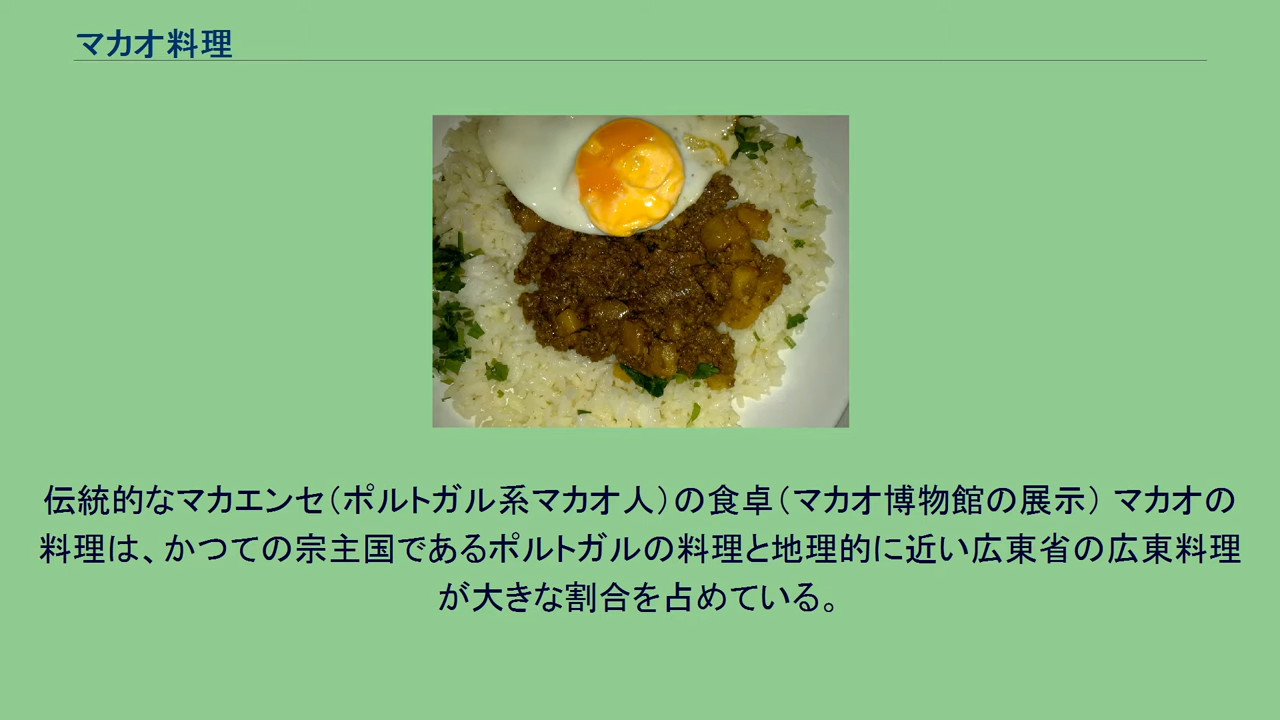 マカオ料理
伝統的なマカエンセ（ポルトガル系マカオ人）の食卓（マカオ博物館の展示） マカオの
料理は、かつての宗主国であるポルトガルの料理と地理的に近い広東省の広東料理
が大きな割合を占めている。